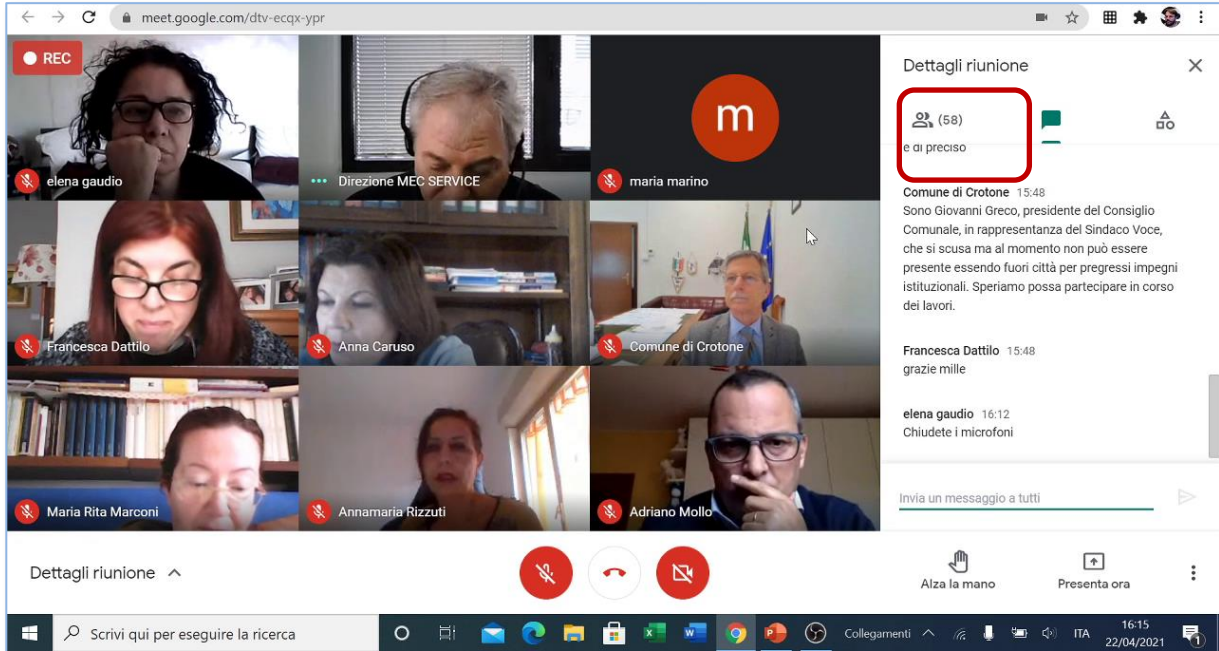 meet.google.com/dtv-ecqx-ypr
REC
elena gaudio
Direzione MEC SERVICE
m
maria marino
Francesca Dattilo
Anna Caruso
Comune di Crotone
Maria Rita Marconi
Annamaria Rizzuti
Adriano Mollo
Dettagli riunione
(58)
e di preciso
Comune di Crotone 15:48
Sono Giovanni Greco, presidente del Consiglio
Comunale, in rappresentanza del Sindaco Voce,
che si scusa ma al momento non può essere
presente essendo fuori città per pregressi impegni
istituzionali. Speriamo possa partecipare in corso
dei lavori.
Francesca Dattilo 15:48
grazie mille
elena gaudio 16:12
Chiudete i microfoni
Invia un messaggio a tutti
Dettagli riunione
Alza la mano
Presenta ora
Scrivi qui per eseguire la ricerca
Collegamenti
ITA
16:15
22/04/2021
1